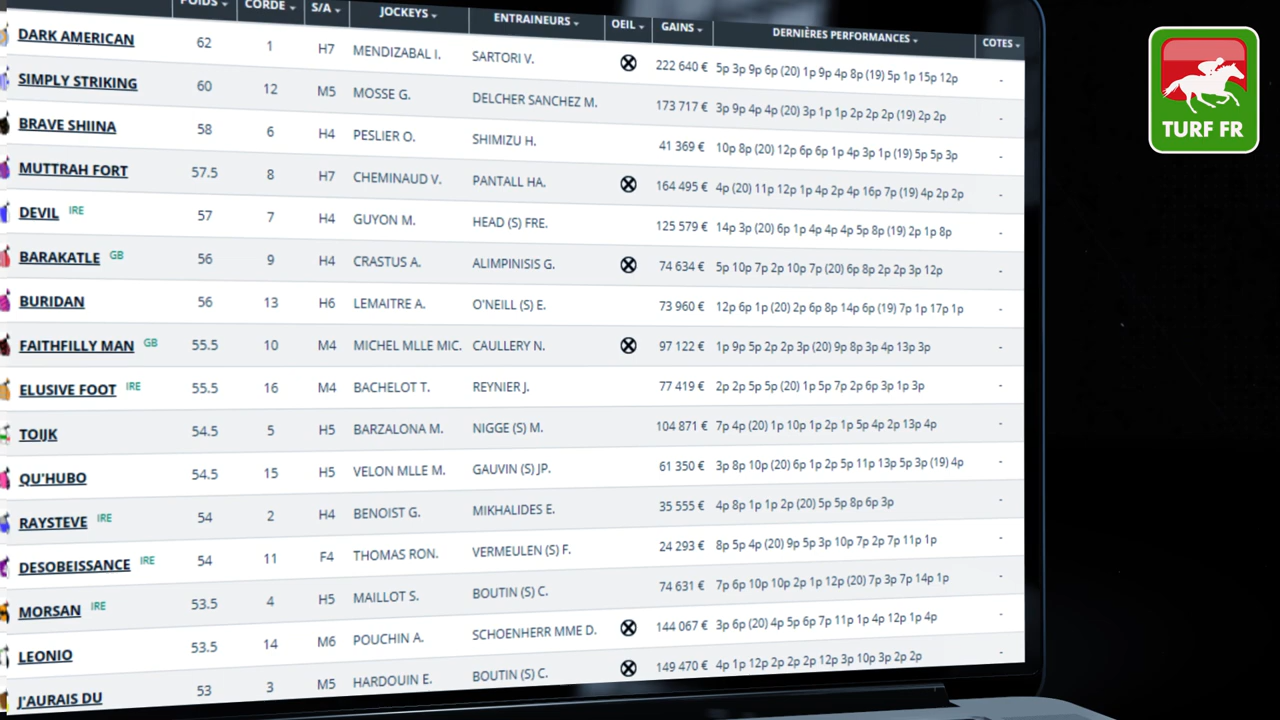 POIDS CORDE S/A JOCKEYS ENTRAINEURS OEIL GAINS DERNIÈRES PERFORMANCES COTES
DARK AMERICAN 62 1 H7 MENDIZABAL I. SARTORI V. 222 640 € 5p 3p 9p 6p (20) 1p 9p 4p 8p (19) 5p 1p 15p 12p -
SIMPLY STRIKING 60 12 M5 MOSSE G. DELCHER SANCHEZ M. 173 717 € 3p 9p 4p 4p (20) 3p 1p 1p 2p 2p 2p (19) 2p 2p -
BRAVE SHIINA 58 6 H4 PESLIER O. SHIMIZU H. 41 369 € 10p 8p (20) 12p 6p 6p 1p 4p 3p 1p (19) 5p 5p 3p -
MUTTRAH FORT 57.5 8 H7 CHEMINAUD V. PANTALL HA. 164 495 € 4p (20) 11p 12p 1p 4p 2p 4p 16p 7p (19) 4p 2p 2p -
DEVIL IRE 57 7 H4 GUYON M. HEAD (S) FRE. 125 579 € 14p 3p (20) 6p 1p 4p 4p 4p 5p 8p (19) 2p 1p 8p -
BARAKATLE GB 56 9 H4 CRASTUS A. ALIMPINISIS G. 74 634 € 5p 10p 7p 2p 10p 7p (20) 6p 8p 2p 2p 3p 12p -
BURIDAN 56 13 H6 LEMAITRE A. O'NEILL (S) E. 73 960 € 12p 6p 1p (20) 2p 6p 8p 14p 6p (19) 7p 1p 17p 1p -
FAITHFILLY MAN GB 55.5 10 M4 MICHEL MLLE MIC. CAULLERY N. 97 122 € 1p 9p 5p 2p 2p 3p (20) 9p 8p 3p 4p 13p 3p -
ELUSIVE FOOT IRE 55.5 16 M4 BACHELOT T. REYNIER J. 77 419 € 2p 2p 5p 5p (20) 1p 5p 7p 2p 6p 3p 1p 3p -
TOIJK 54.5 5 H5 BARZALONA M. NIGGE (S) M. 104 871 € 7p 4p (20) 1p 10p 1p 2p 1p 5p 4p 2p 13p 4p -
QU'HUBO 54.5 15 H5 VELON MLLE M. GAUVIN (S) JP. 61 350 € 3p 8p 10p (20) 6p 1p 2p 5p 11p 13p 5p 3p (19) 4p -
RAYSTEVE IRE 54 2 H4 BENOIST G. MIKHALIDES E. 35 555 € 4p 8p 1p 1p 2p (20) 5p 5p 8p 6p 3p -
DESOBEISSANCE IRE 54 11 F4 THOMAS RON. VERMEULEN (S) F. 24 293 € 8p 5p 4p (20) 9p 5p 3p 10p 7p 2p 7p 11p 1p -
MORSAN IRE 53.5 4 H5 MAILLOT S. BOUTIN (S) C. 74 631 € 7p 6p 10p 10p 2p 1p 12p (20) 7p 3p 7p 14p 1p -
LEONIO 53.5 14 M6 POUCHIN A. SCHOENHERR MME D. 144 067 € 3p 6p (20) 4p 5p 6p 7p 11p 1p 4p 12p 1p 4p -
J'AURAIS DU 53 3 M5 HARDOUIN E. BOUTIN (S) C. 149 470 € 4p 1p 12p 2p 2p 2p 12p 3p 10p 3p 2p 2p -
TURF FR